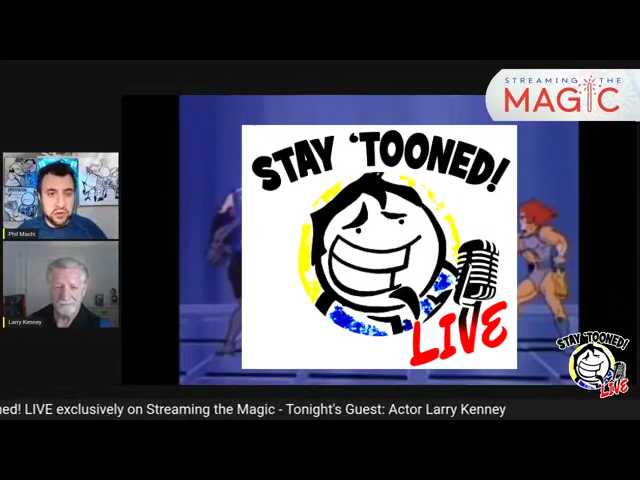 STREAMING THE
MAGIC
STAY 'TOONED!
LIVE
Phil Machi
Larry Kenney
STAY 'TOONED!
LIVE
ned! LIVE exclusively on Streaming the Magic - Tonight's Guest: Actor Larry Kenney